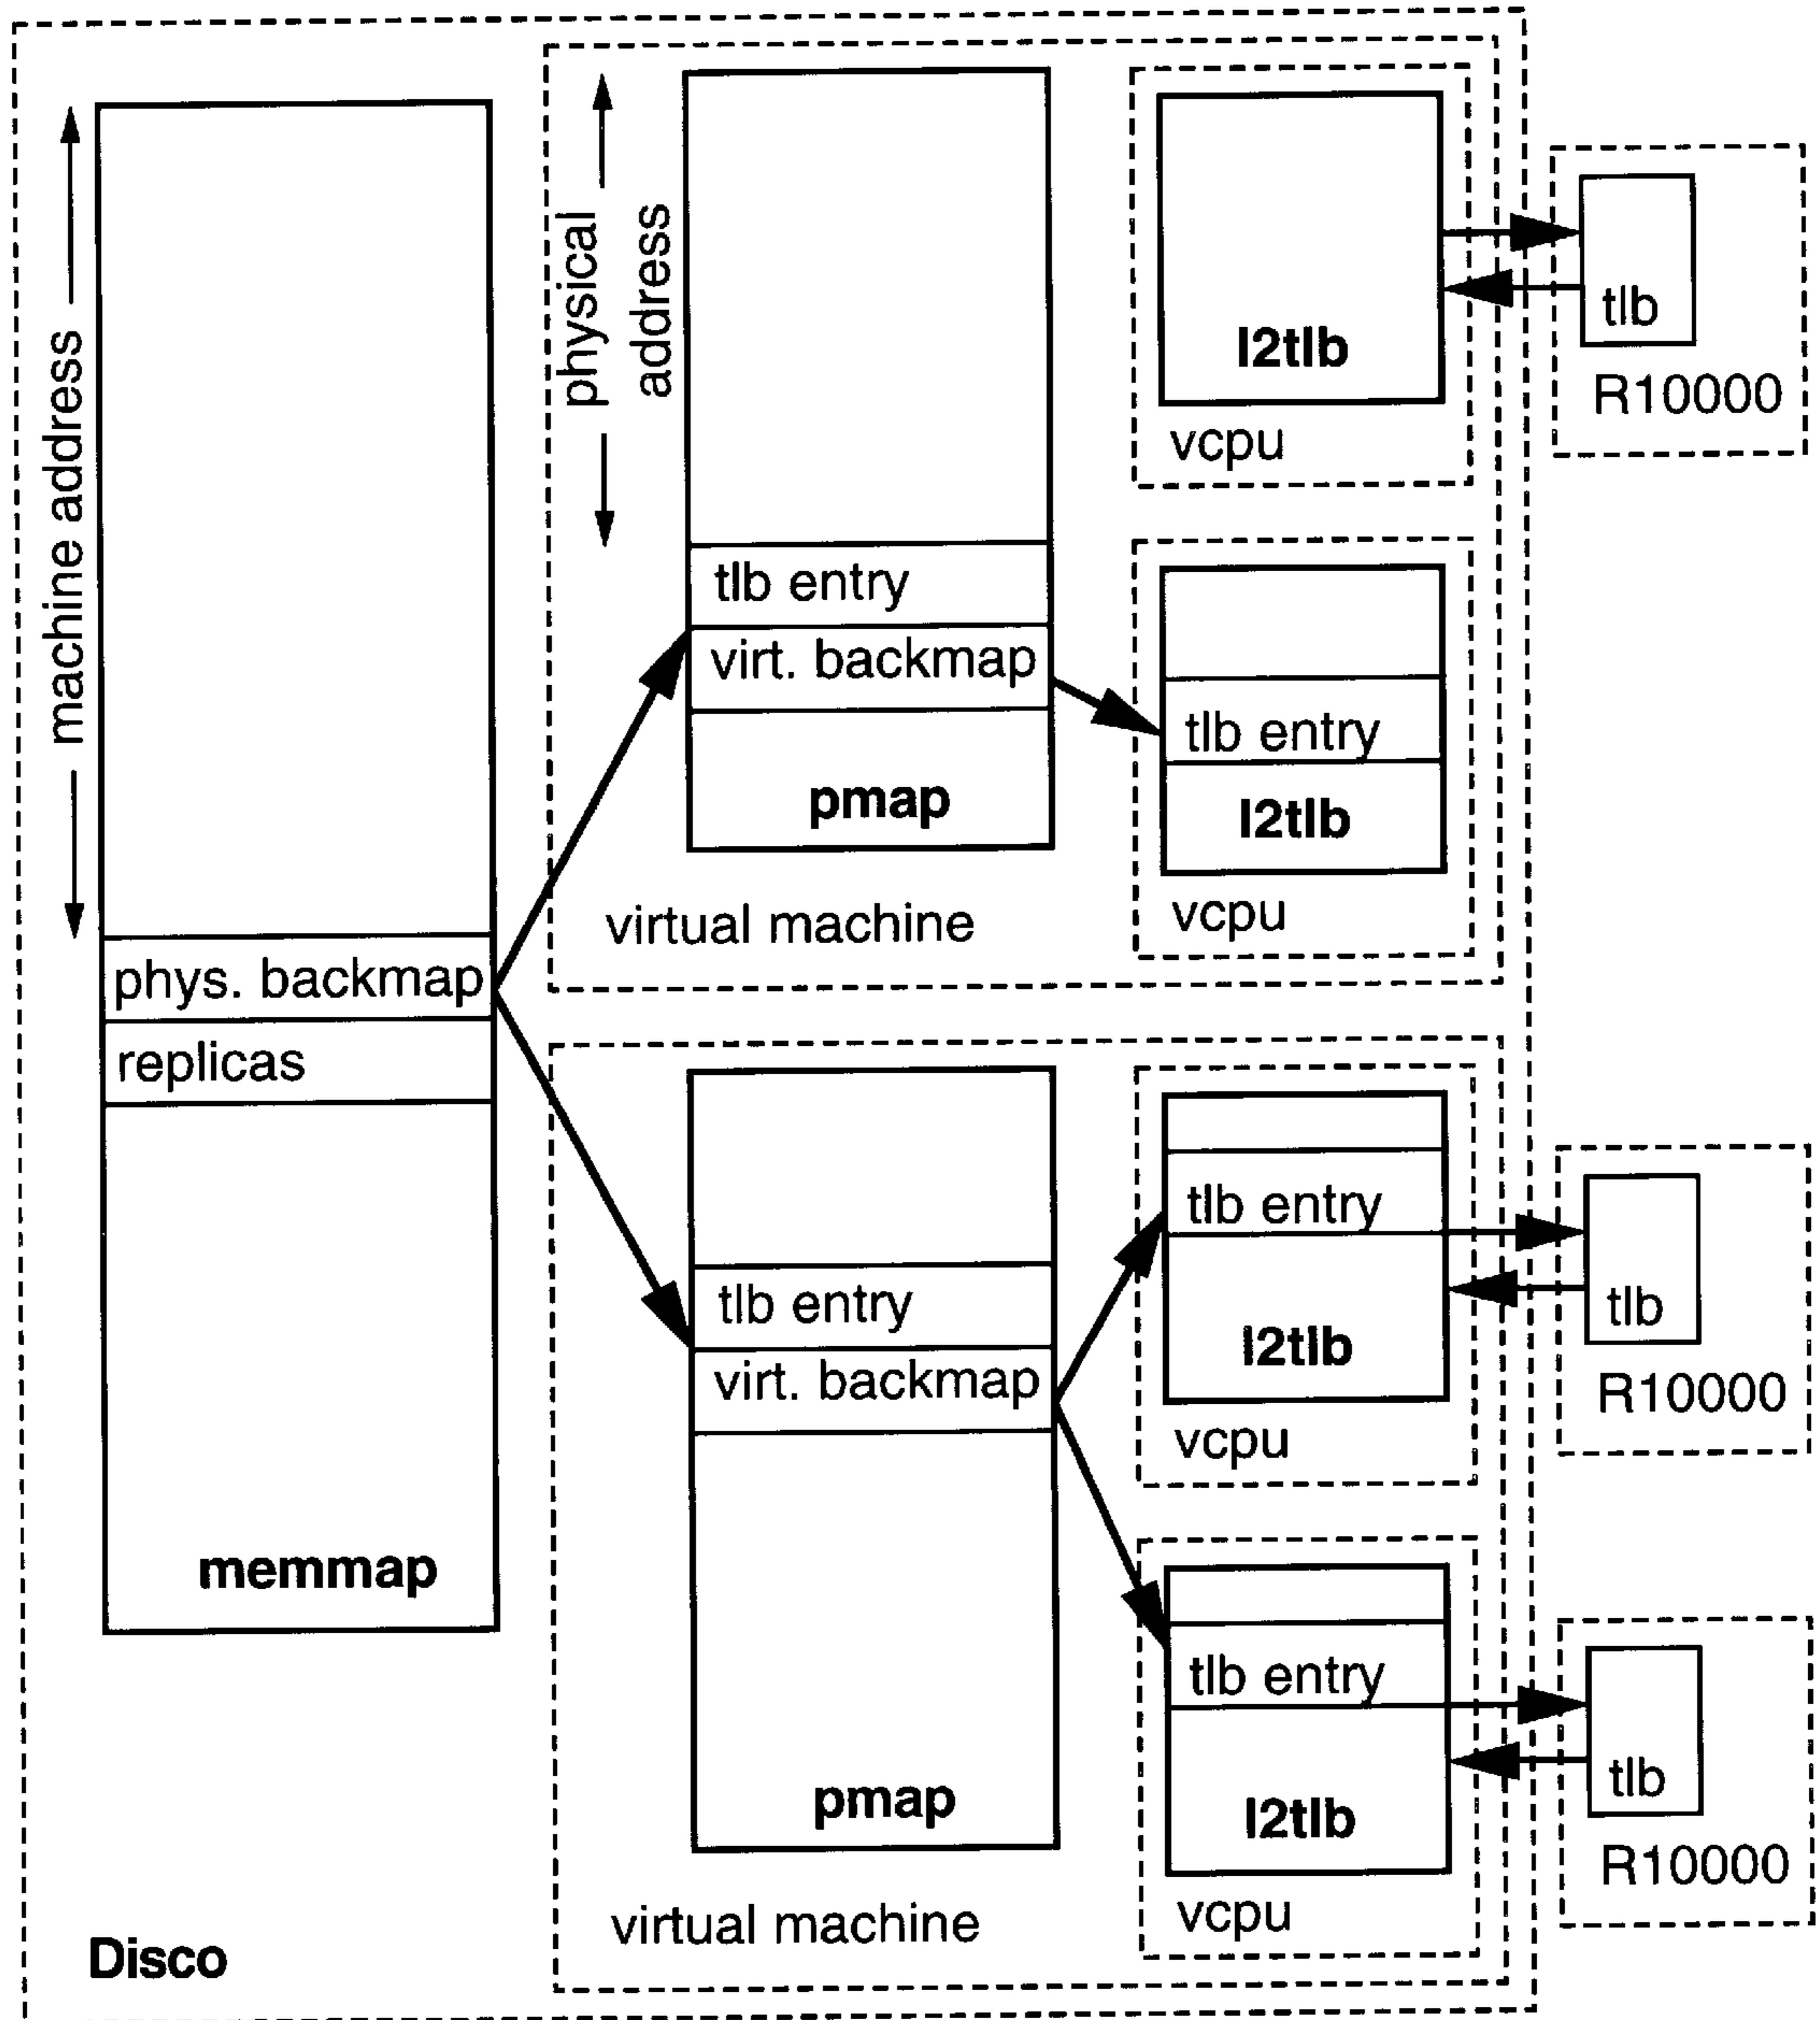 machine address
phys. backmap
replicas
memmap
Disco
physical
address
tlb entry
virt. backmap
pmap
virtual machine
l2tlb
vcpu
tlb entry
l2tlb
vcpu
tlb
R10000
tlb entry
virt. backmap
pmap
virtual machine
tlb entry
l2tlb
vcpu
tlb
R10000
tlb entry
l2tlb
vcpu
tlb
R10000